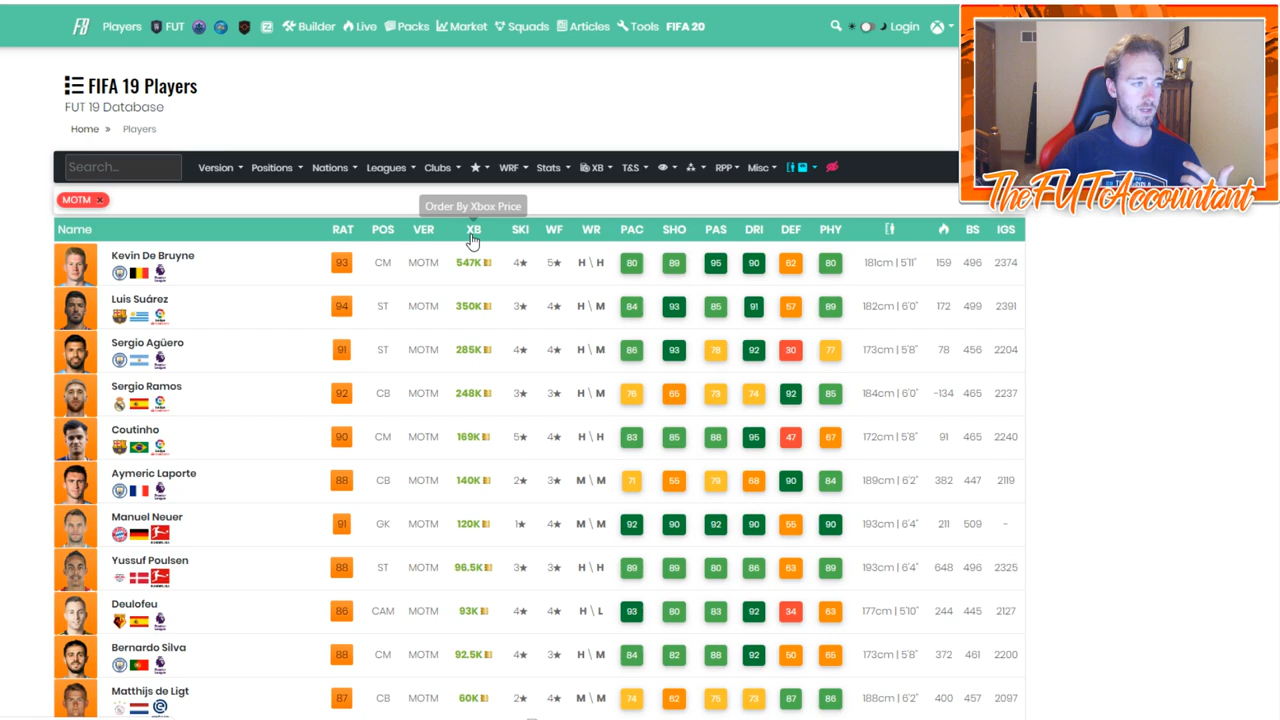 FB Players FUT Builder Live Packs Market Squads Articles Tools FIFA 20 Login
FIFA 19 Players
FUT 19 Database
Home » Players
Search... Version Positions Nations Leagues Clubs WRF Stats XB T&S RPP Misc
MOTM ×
Order By Xbox Price
TheFUTAccountant
Name RAT POS VER XB SKI WF WR PAC SHO PAS DRI DEF PHY BS IGS
Kevin De Bruyne 93 CM MOTM 547K 4★ 5★ H \ H 80 89 95 90 62 80 181cm | 5'11" 159 496 2374
Luis Suárez 94 ST MOTM 350K 3★ 4★ H \ M 84 93 85 91 57 89 182cm | 6'0" 172 499 2391
Sergio Agüero 91 ST MOTM 285K 4★ 4★ H \ M 86 93 78 92 30 77 173cm | 5'8" 78 456 2204
Sergio Ramos 92 CB MOTM 248K 3★ 3★ H \ M 76 65 73 74 92 85 184cm | 6'0" -134 465 2237
Coutinho 90 CM MOTM 169K 5★ 4★ H \ H 83 85 88 95 47 67 172cm | 5'8" 91 465 2240
Aymeric Laporte 88 CB MOTM 140K 2★ 3★ M \ M 71 55 79 68 90 84 189cm | 6'2" 382 447 2119
Manuel Neuer 91 GK MOTM 120K 1★ 4★ M \ M 92 90 92 90 55 90 193cm | 6'4" 211 509 -
Yussuf Poulsen 88 ST MOTM 96.5K 3★ 3★ H \ H 89 89 80 86 63 89 193cm | 6'4" 648 496 2325
Deulofeu 86 CAM MOTM 93K 4★ 4★ H \ L 93 80 83 92 34 63 177cm | 5'10" 244 445 2127
Bernardo Silva 88 CM MOTM 92.5K 4★ 3★ H \ M 84 82 88 92 50 65 173cm | 5'8" 372 461 2200
Matthijs de Ligt 87 CB MOTM 60K 2★ 4★ M \ M 74 62 75 73 87 86 188cm | 6'2" 400 457 2097